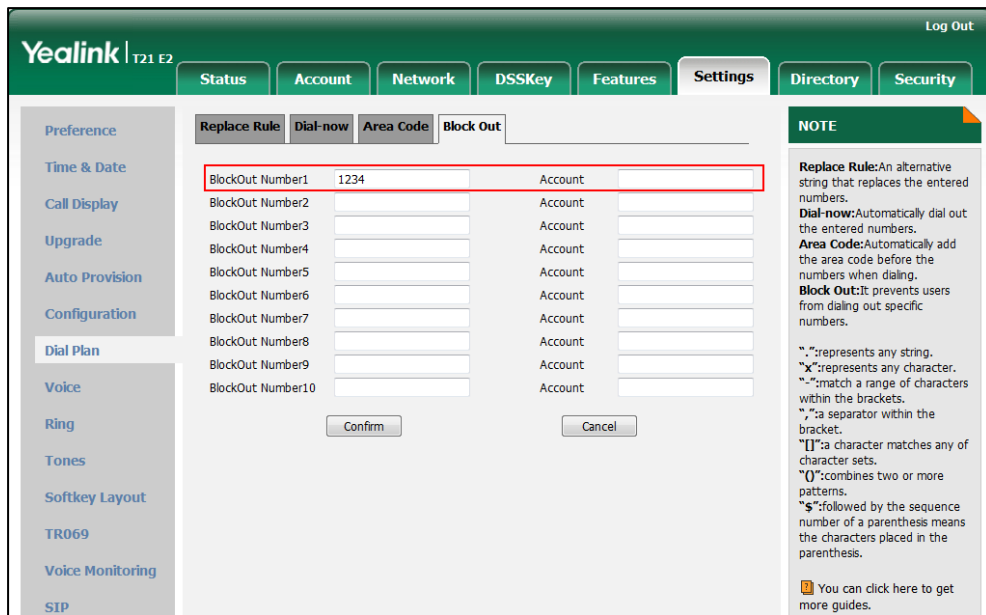 Log Out
Yealink | T21 E2
Status Account Network DSSKey Features Settings Directory Security
Preference
Time & Date
Call Display
Upgrade
Auto Provision
Configuration
Dial Plan
Voice
Ring
Tones
Softkey Layout
TR069
Voice Monitoring
SIP
Replace Rule Dial-now Area Code Block Out
BlockOut Number1 1234 Account
BlockOut Number2 Account
BlockOut Number3 Account
BlockOut Number4 Account
BlockOut Number5 Account
BlockOut Number6 Account
BlockOut Number7 Account
BlockOut Number8 Account
BlockOut Number9 Account
BlockOut Number10 Account
Confirm Cancel
NOTE
Replace Rule:An alternative
string that replaces the entered
numbers.
Dial-now:Automatically dial out
the entered numbers.
Area Code:Automatically add
the area code before the
numbers when dialing.
Block Out:It prevents users
from dialing out specific
numbers.
".":represents any string.
"x":represents any character.
"-":match a range of characters
within the brackets.
",":a separator within the
bracket.
"[]":a character matches any of
character sets.
"()":combines two or more
patterns.
"$":followed by the sequence
number of a parenthesis means
the characters placed in the
parenthesis.
? You can click here to get
more guides.